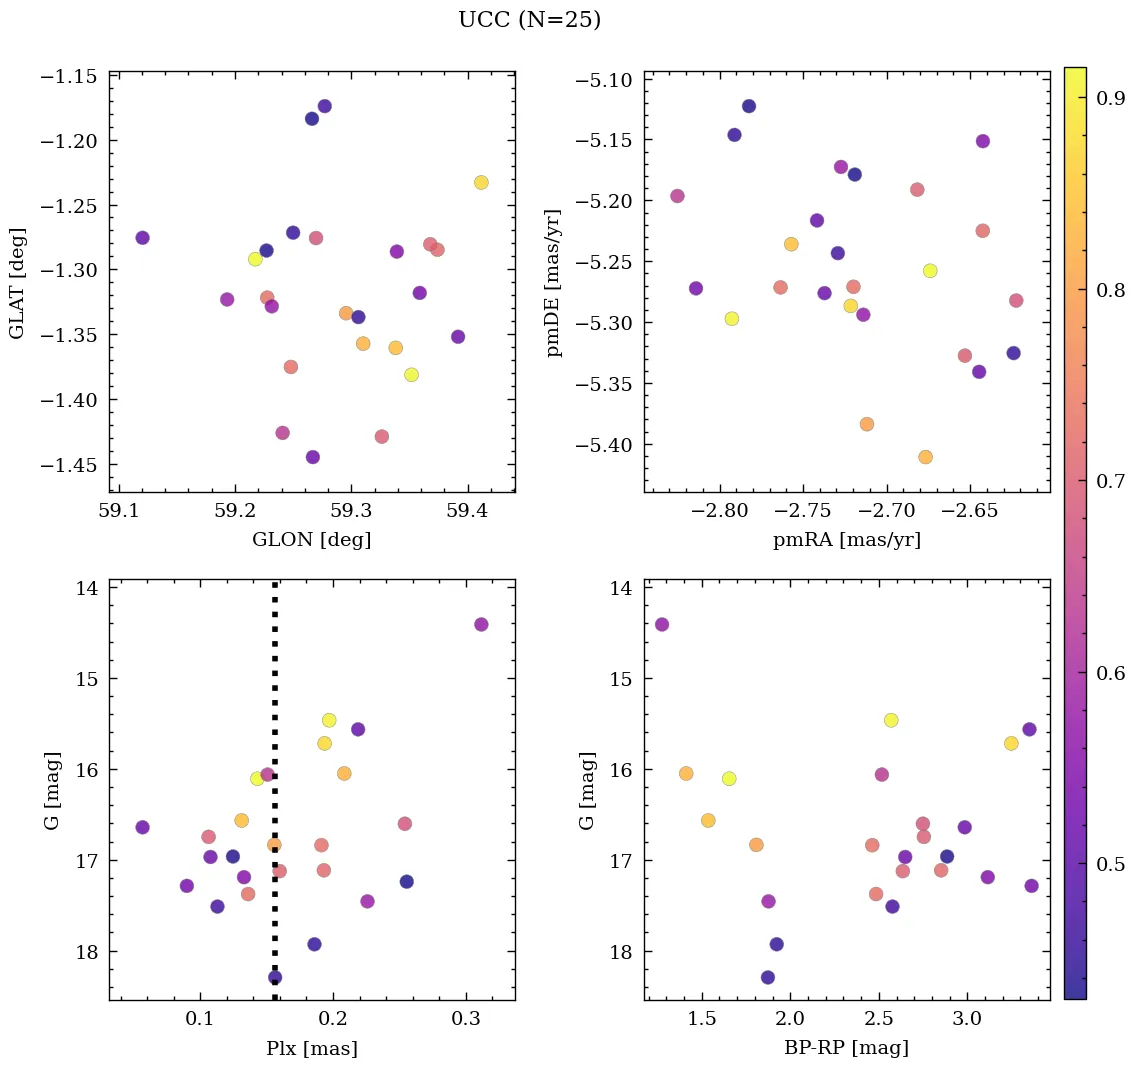 UCC (N=25)
−1.15
−1.20
−1.25
−1.30
−1.35
−1.40
−1.45
GLAT [deg]
59.1 59.2 59.3 59.4
GLON [deg]
−5.10
−5.15
−5.20
−5.25
−5.30
−5.35
−5.40
pmDE [mas/yr]
−2.80 −2.75 −2.70 −2.65
pmRA [mas/yr]
14
15
16
17
18
G [mag]
0.1 0.2 0.3
Plx [mas]
14
15
16
17
18
G [mag]
1.5 2.0 2.5 3.0
BP-RP [mag]
0.9
0.8
0.7
0.6
0.5